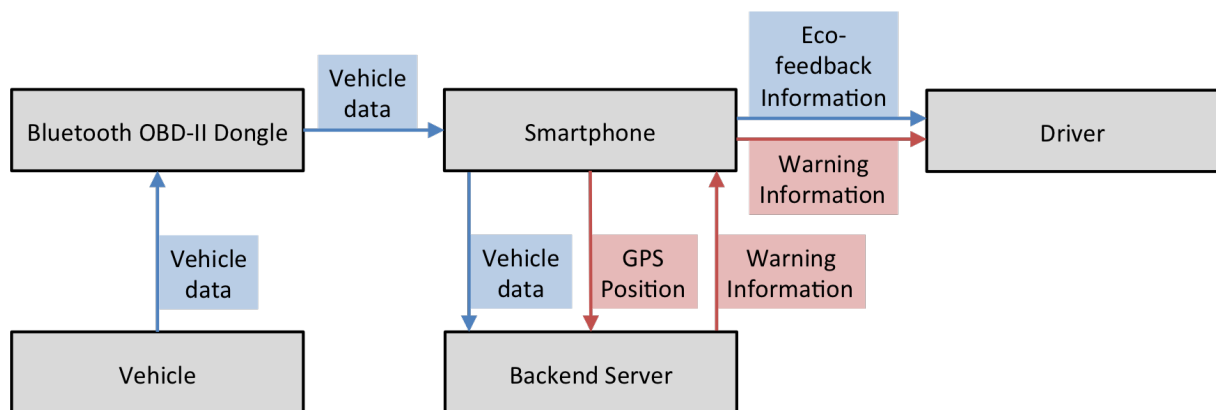 Eco-
feedback
Information
Vehicle
data
Bluetooth OBD-II Dongle
Smartphone
Driver
Warning
Information
Vehicle
data
Vehicle
data
GPS
Position
Warning
Information
Vehicle
Backend Server